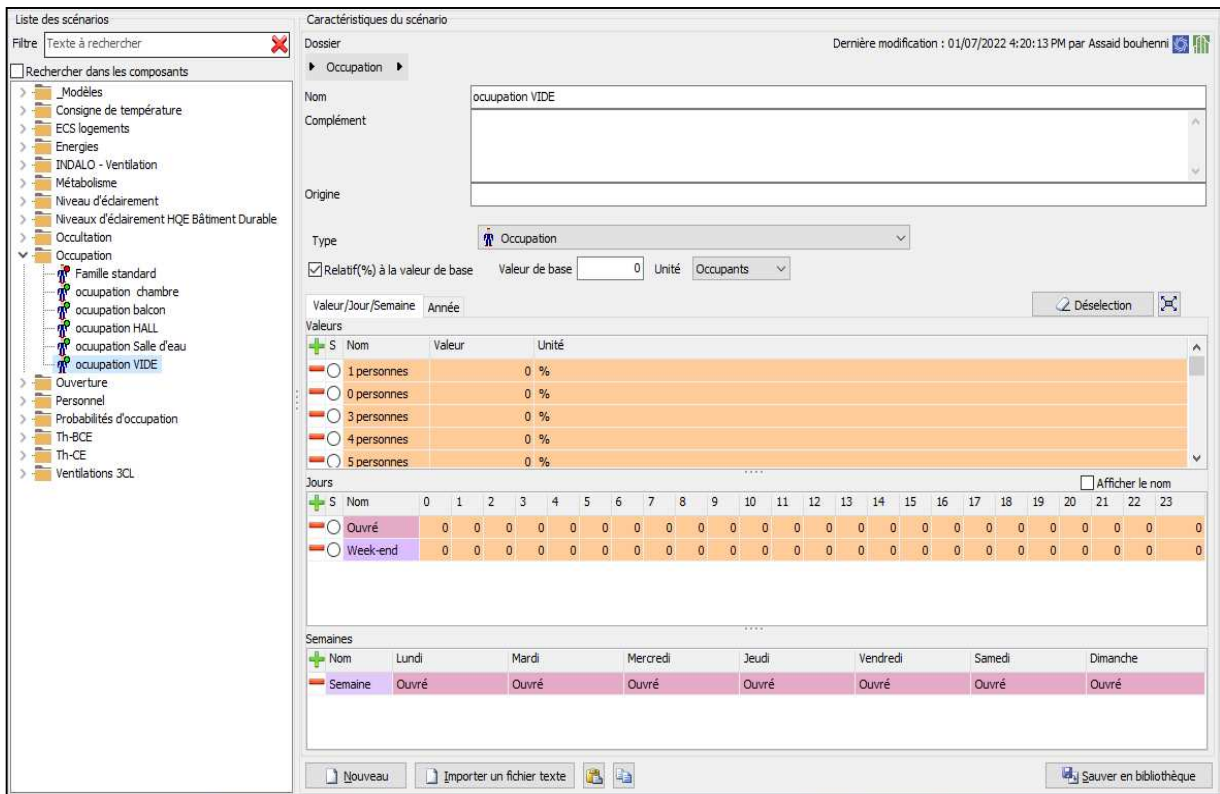 Liste des scénarios
Filtre Texte à rechercher
Rechercher dans les composants
_Modèles
Consigne de température
ECS logements
Energies
INDALO - Ventilation
Métabolisme
Niveau d'éclairement
Niveaux d'éclairement HQE Bâtiment Durable
Occultation
Occupation
Famille standard
ocuupation chambre
ocuupation balcon
ocuupation HALL
ocuupation Salle d'eau
ocuupation VIDE
Ouverture
Personnel
Probabilités d'occupation
Th-BCE
Th-CE
Ventilations 3CL
Caractéristiques du scénario
Dossier Dernière modification : 01/07/2022 4:20:13 PM par Assaid bouhenni
Occupation
Nom ocuupation VIDE
Complément
Origine
Type Occupation
Relatif(%) à la valeur de base Valeur de base 0 Unité Occupants
Valeur/Jour/Semaine Année Déselection
Valeurs
S Nom Valeur Unité
1 personnes 0 %
0 personnes 0 %
3 personnes 0 %
4 personnes 0 %
5 personnes 0 %
Jours Afficher le nom
S Nom 0 1 2 3 4 5 6 7 8 9 10 11 12 13 14 15 16 17 18 19 20 21 22 23
Ouvré 0 0 0 0 0 0 0 0 0 0 0 0 0 0 0 0 0 0 0 0 0 0 0 0
Week-end 0 0 0 0 0 0 0 0 0 0 0 0 0 0 0 0 0 0 0 0 0 0 0 0
Semaines
Nom Lundi Mardi Mercredi Jeudi Vendredi Samedi Dimanche
Semaine Ouvré Ouvré Ouvré Ouvré Ouvré Ouvré Ouvré
Nouveau Importer un fichier texte Sauver en bibliothèque